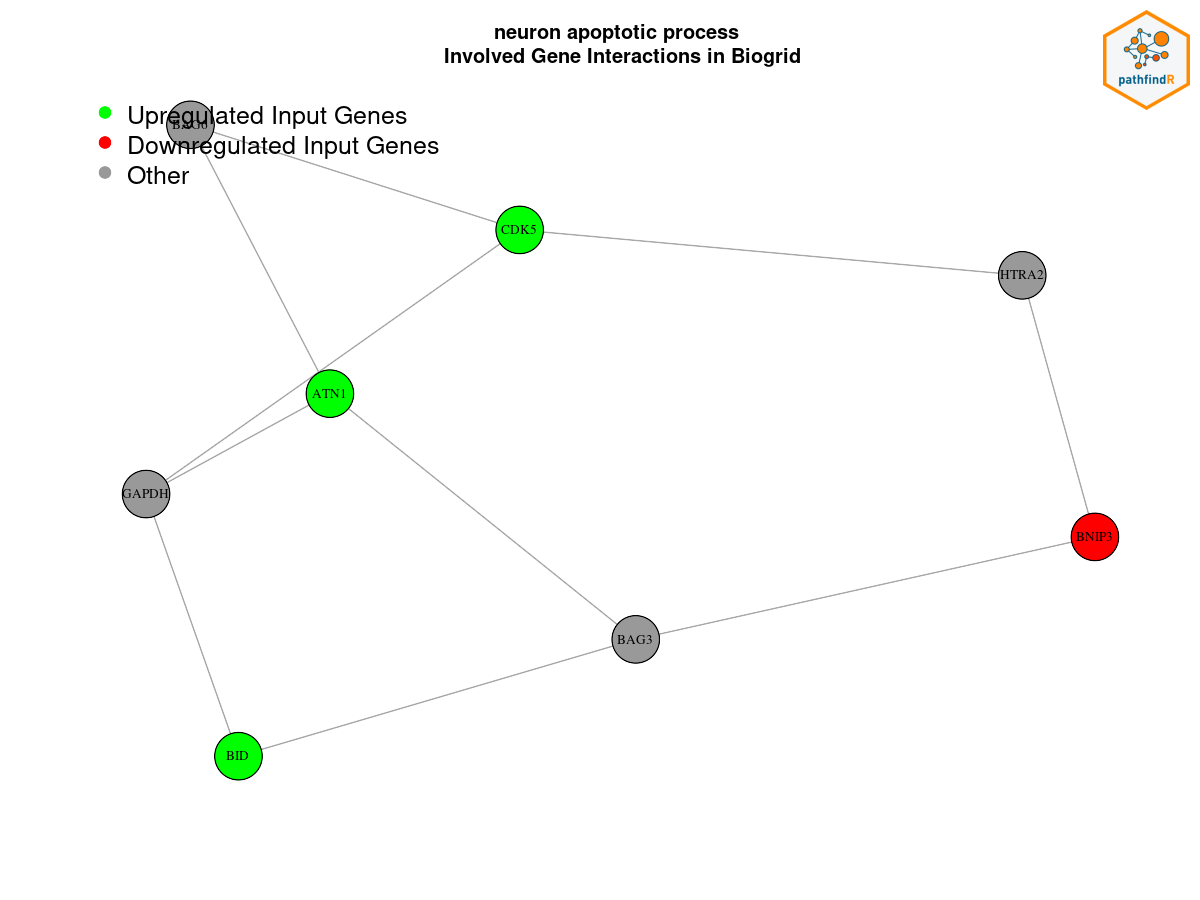 neuron apoptotic process
Involved Gene Interactions in Biogrid
pathfindR
Upregulated Input Genes
BAG6
Downregulated Input Genes
Other
CDK5
HTRA2
ATN1
GAPDH
BNIP3
BAG3
BID